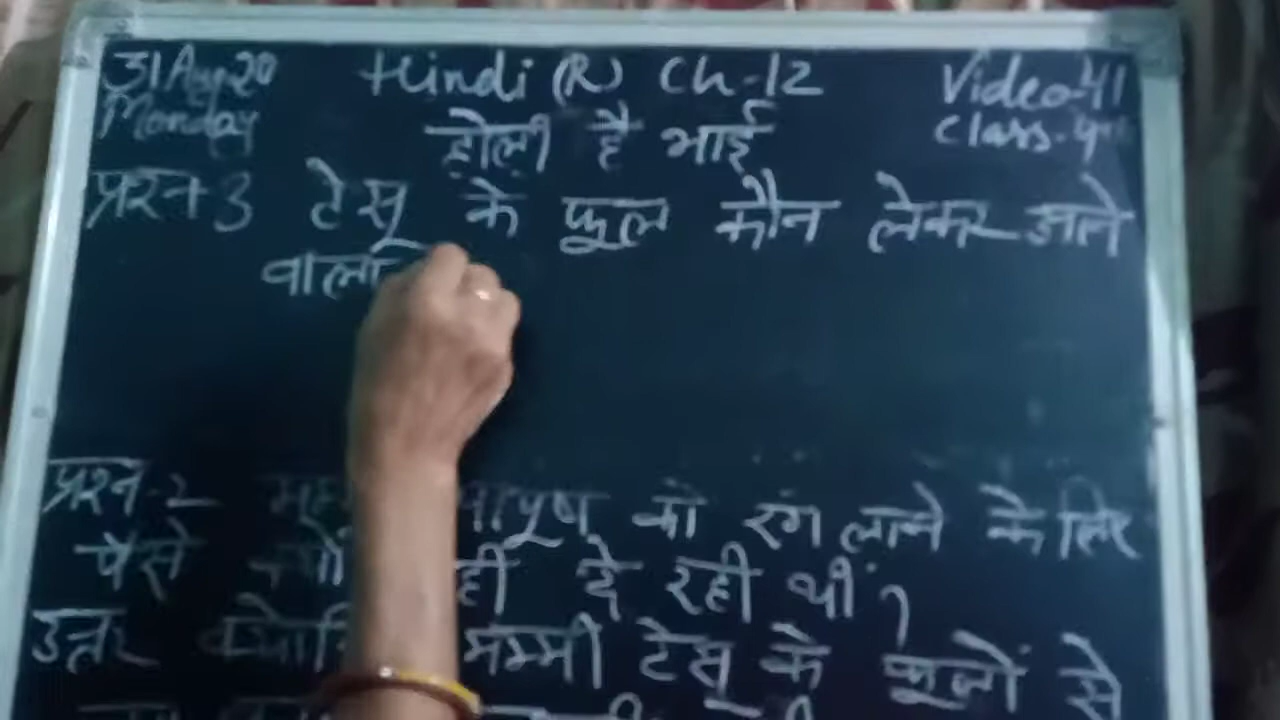 31 Aug 20 Hindi (R) Ch-12 Video-41
Monday होली है भाई Class-4
प्रश्न 3 टेसू के फूल कौन लेकर आने
वाला
प्रश्न-2 को रंग लाने के लिए
पैसे दे रही थीं?
उत्तर मम्मी टेसू के फूलों से